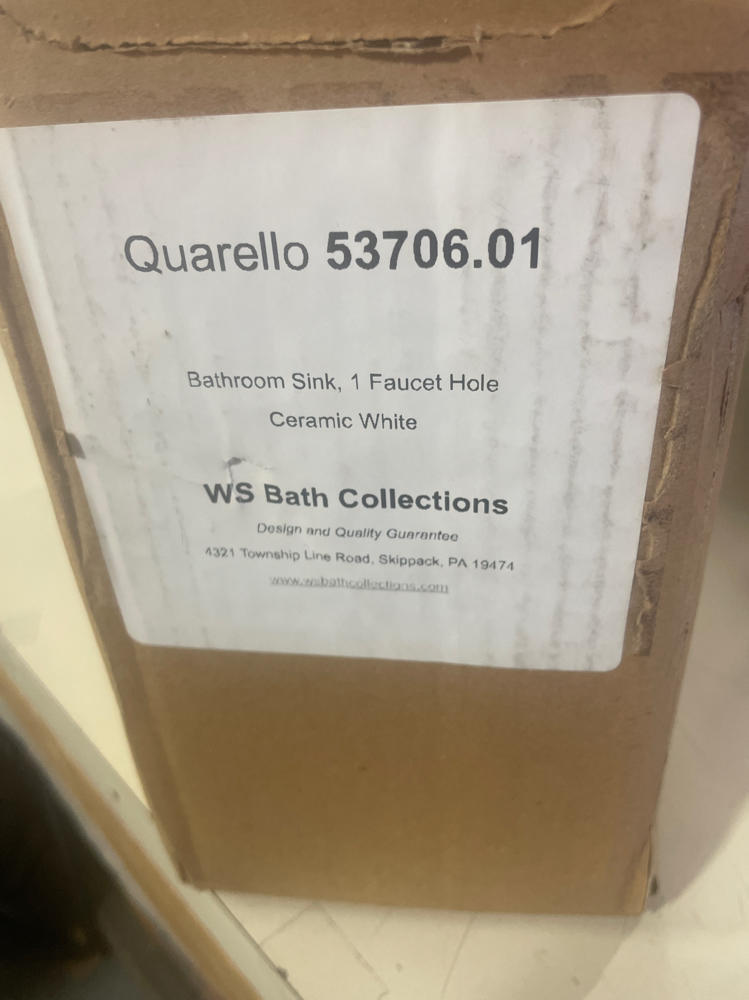 Quarello 53706.01
Bathroom Sink, 1 Faucet Hole
Ceramic White
WS Bath Collections
Design and Quality Guarantee
4321 Township Line Road, Skippack, PA 19474
www.wsbathcollections.com